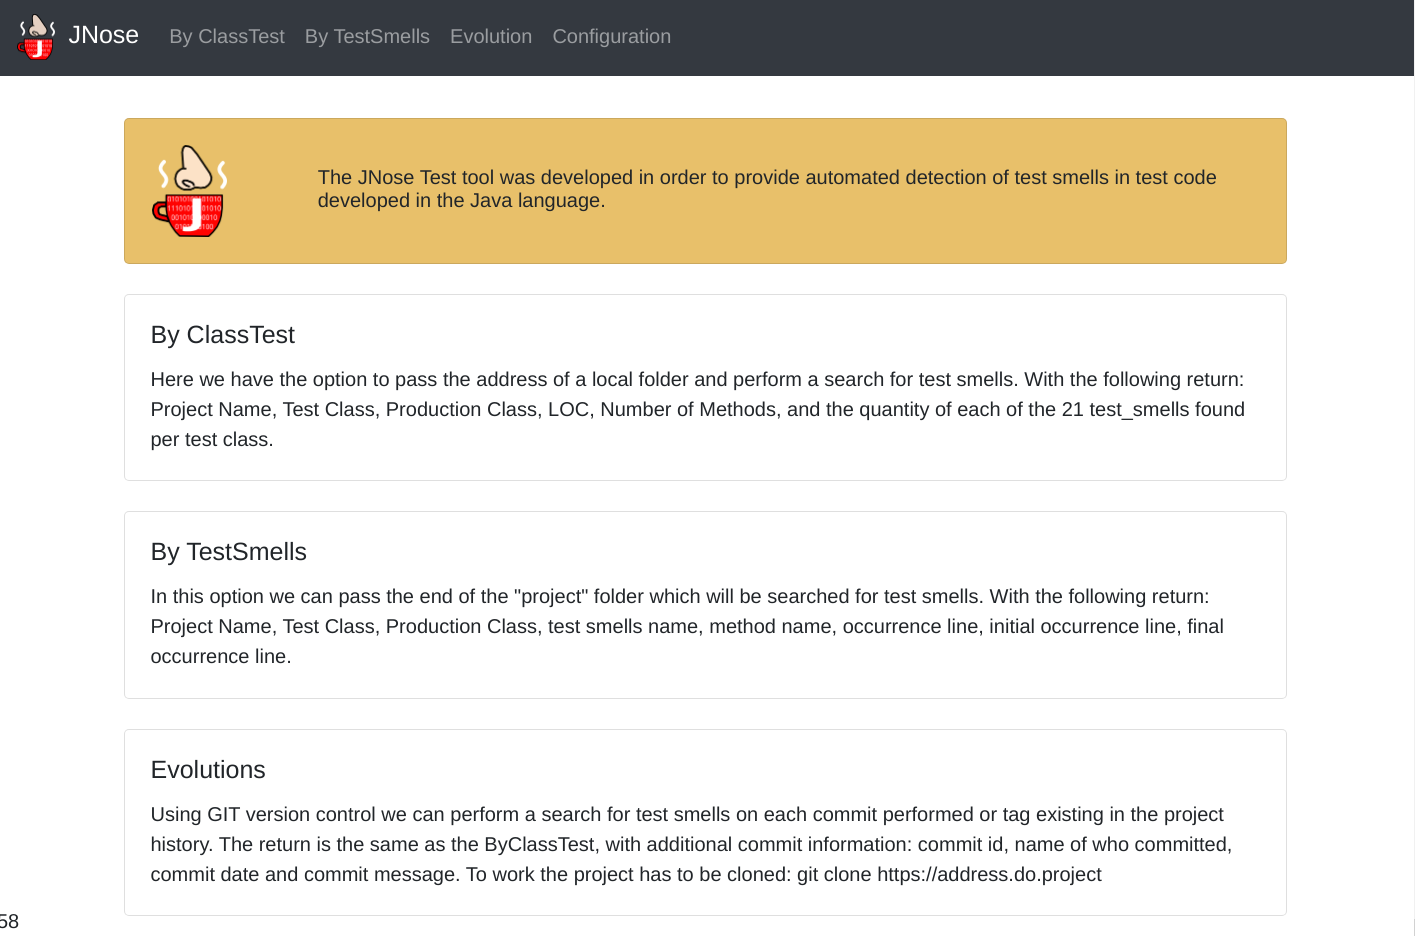 JNose By ClassTest By TestSmells Evolution Configuration
The JNose Test tool was developed in order to provide automated detection of test smells in test code
developed in the Java language.
By ClassTest
Here we have the option to pass the address of a local folder and perform a search for test smells. With the following return:
Project Name, Test Class, Production Class, LOC, Number of Methods, and the quantity of each of the 21 test_smells found
per test class.
By TestSmells
In this option we can pass the end of the "project" folder which will be searched for test smells. With the following return:
Project Name, Test Class, Production Class, test smells name, method name, occurrence line, initial occurrence line, final
occurrence line.
Evolutions
Using GIT version control we can perform a search for test smells on each commit performed or tag existing in the project
history. The return is the same as the ByClassTest, with additional commit information: commit id, name of who committed,
commit date and commit message. To work the project has to be cloned: git clone https://address.do.project
58